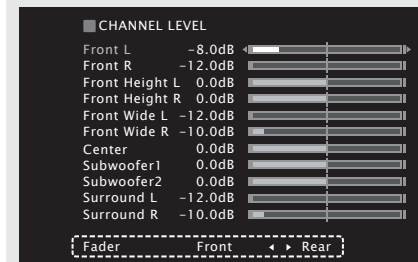 CHANNEL LEVEL
Front L -8.0dB
Front R -12.0dB
Front Height L 0.0dB
Front Height R 0.0dB
Front Wide L -12.0dB
Front Wide R -10.0dB
Center 0.0dB
Subwoofer1 0.0dB
Subwoofer2 0.0dB
Surround L -12.0dB
Surround R -10.0dB
Fader Front Rear